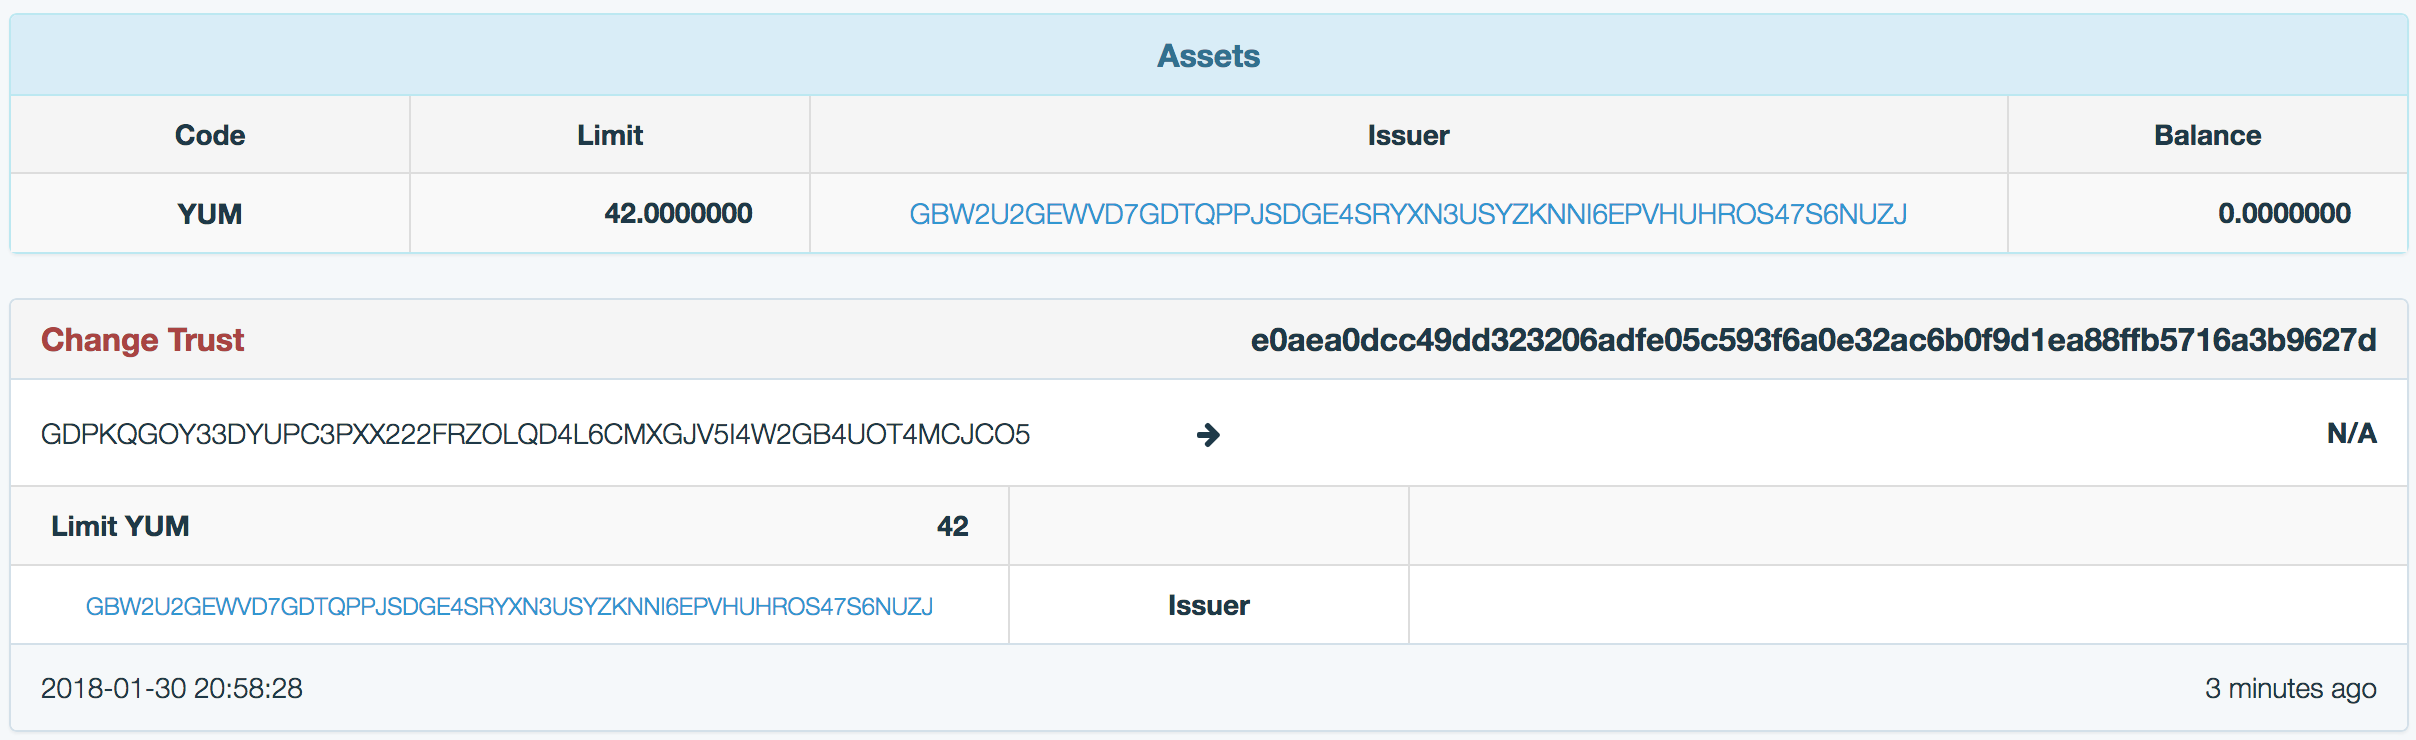 Assets
Code Limit Issuer Balance
YUM 42.0000000 GBW2U2GEWVD7GDTQPPJSDGE4SRYXN3USYZKNNI6EPVHUHROS47S6NUZJ 0.0000000
Change Trust e0aea0dcc49dd323206adfe05c593f6a0e32ac6b0f9d1ea88ffb5716a3b9627d
GDPKQGOY33DYUPC3PXX222FRZOLQD4L6CMXGJV5I4W2GB4UOT4MCJCO5 → N/A
Limit YUM 42
GBW2U2GEWVD7GDTQPPJSDGE4SRYXN3USYZKNNI6EPVHUHROS47S6NUZJ Issuer
2018-01-30 20:58:28 3 minutes ago